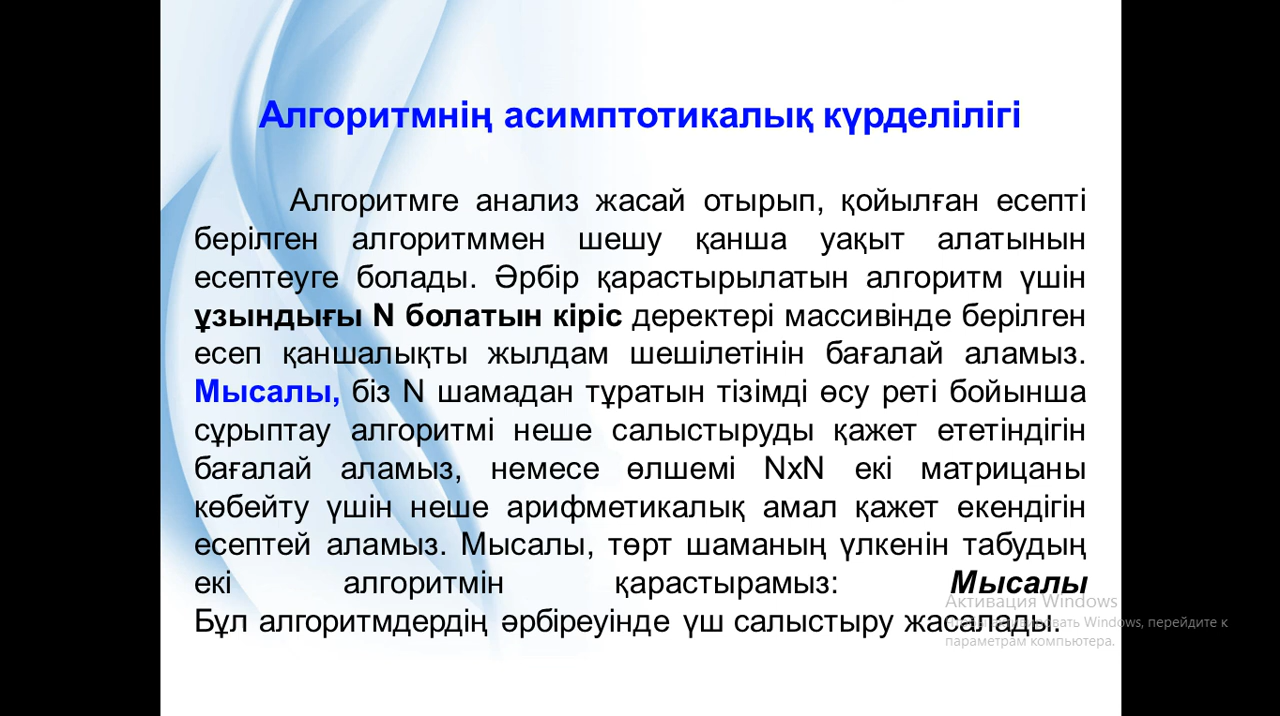 Алгоритмнің асимптотикалық күрделілігі
Алгоритмге анализ жасай отырып, қойылған есепті
берілген алгоритммен шешу қанша уақыт алатынын
есептеуге болады. Әрбір қарастырылатын алгоритм үшін
ұзындығы N болатын кіріс деректері массивінде берілген
есеп қаншалықты жылдам шешілетінін бағалай аламыз.
Мысалы, біз N шамадан тұратын тізімді өсу реті бойынша
сұрыптау алгоритмі неше салыстыруды қажет ететіндігін
бағалай аламыз, немесе өлшемі NxN екі матрицаны
көбейту үшін неше арифметикалық амал қажет екендігін
есептей аламыз. Мысалы, төрт шаманың үлкенін табудың
екі алгоритмін қарастырамыз: Мысалы
Бұл алгоритмдердің әрбіреуінде үш салыстыру жасалады.
Активация Windows
Чтобы активировать Windows, перейдите к
параметрам компьютера.